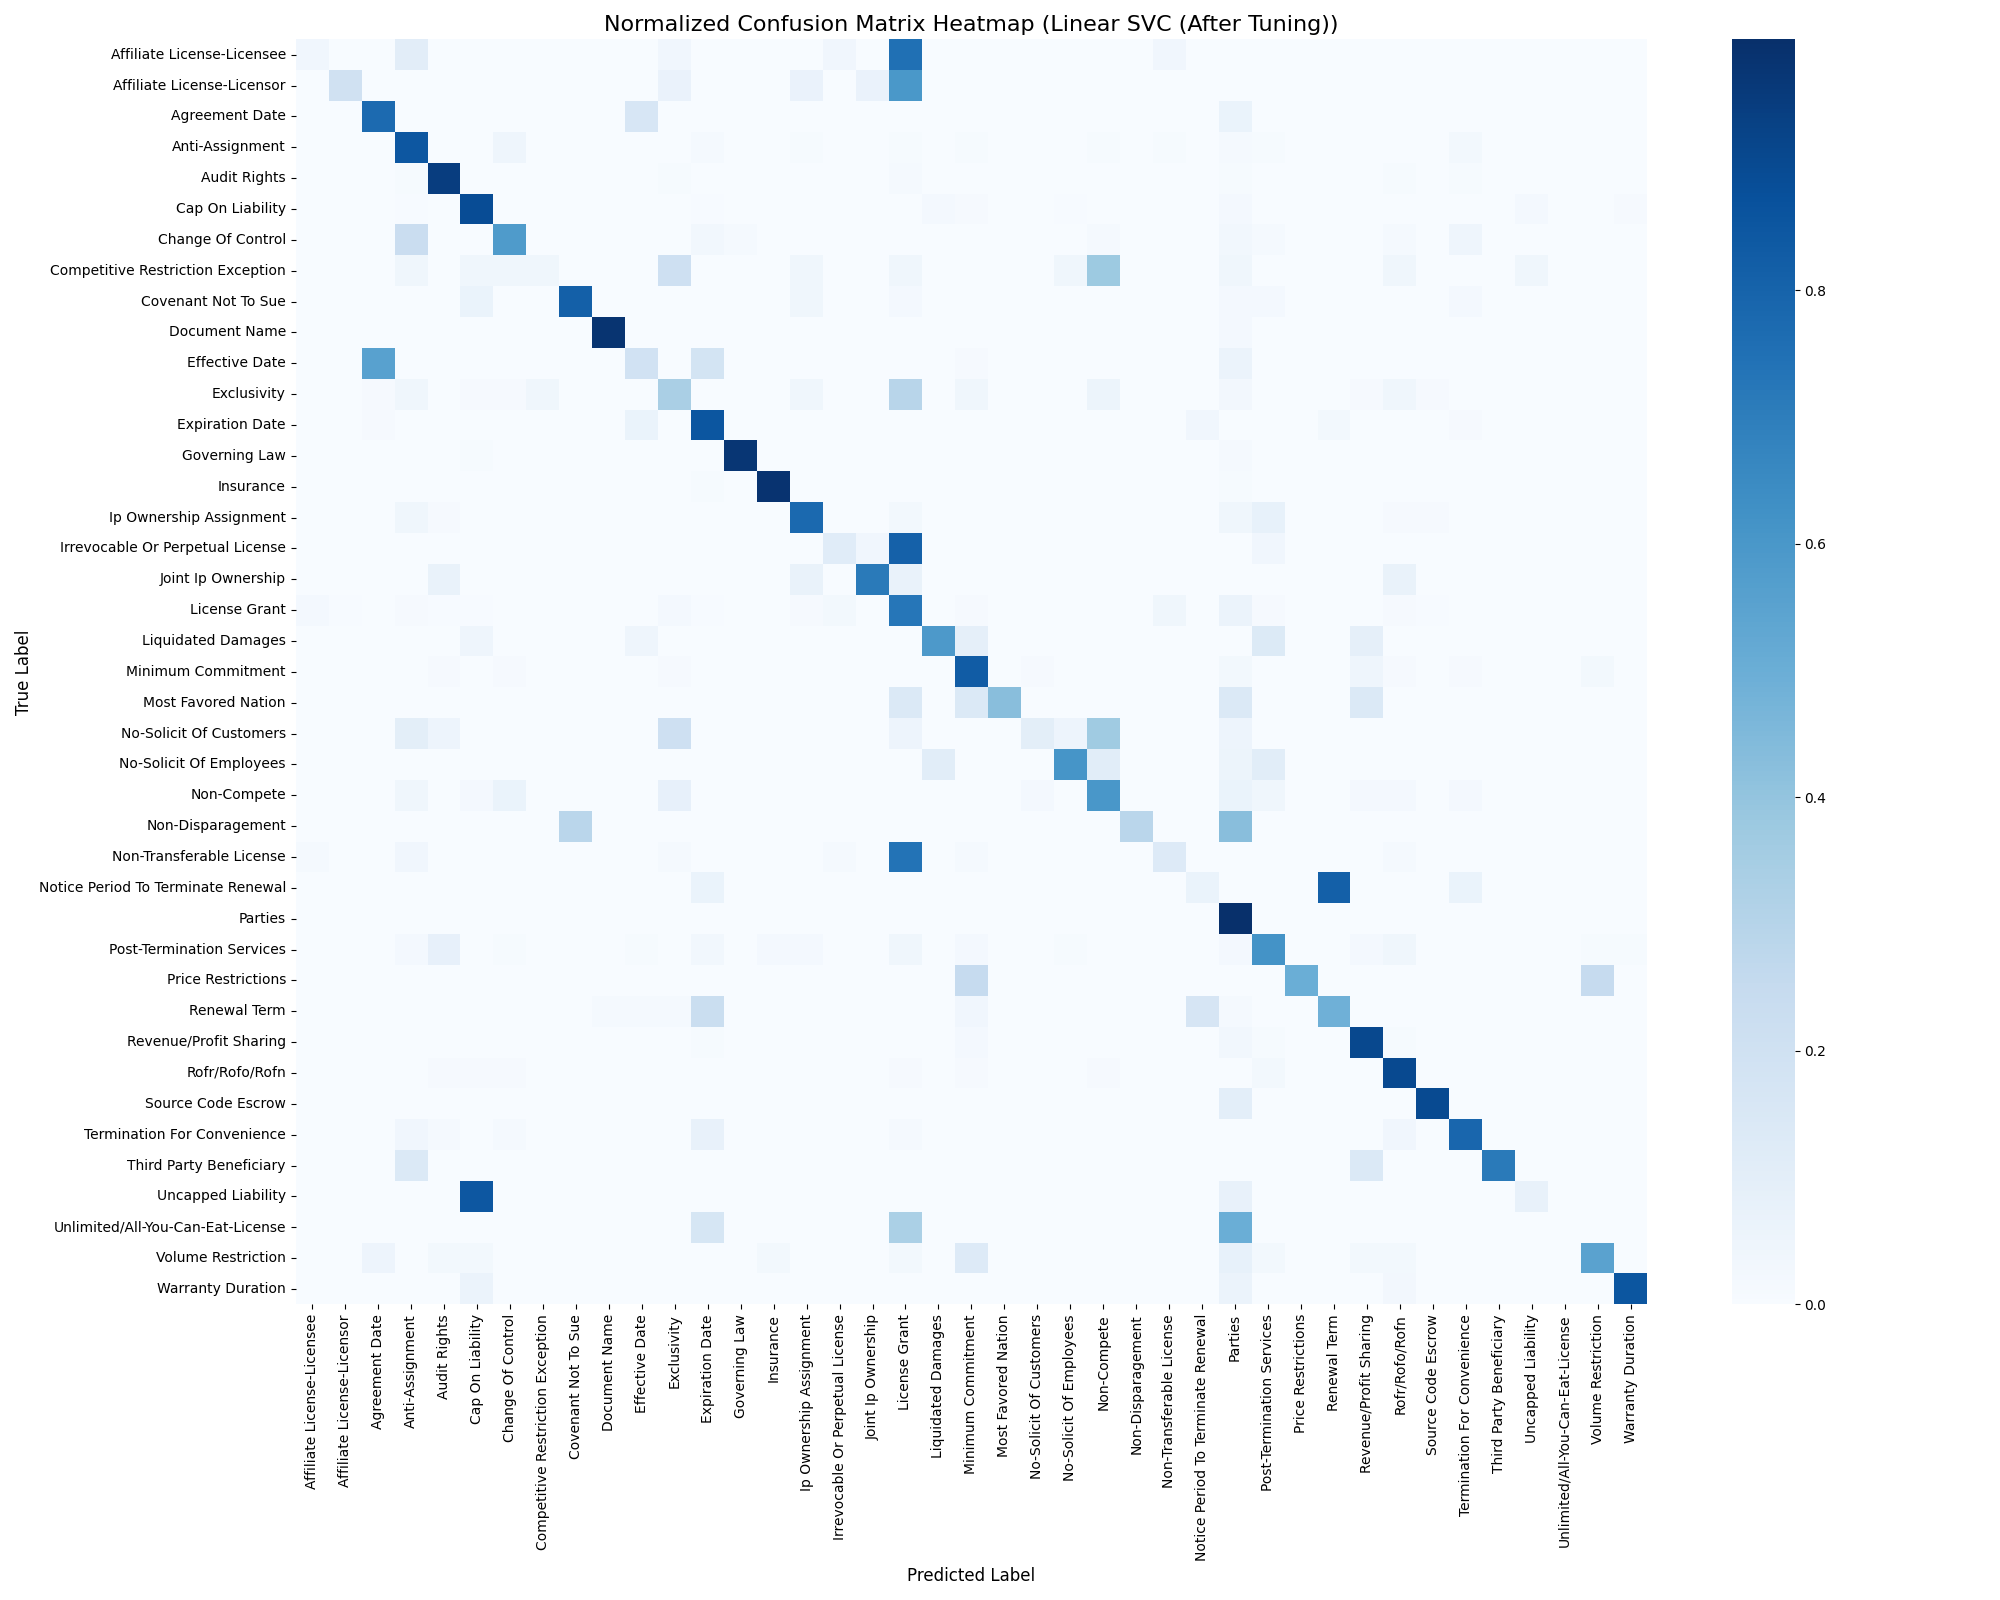 Normalized Confusion Matrix Heatmap (Linear SVC (After Tuning))
True Label
Affiliate License-Licensee
Affiliate License-Licensor
Agreement Date
Anti-Assignment
Audit Rights
Cap On Liability
Change Of Control
Competitive Restriction Exception
Covenant Not To Sue
Document Name
Effective Date
Exclusivity
Expiration Date
Governing Law
Insurance
Ip Ownership Assignment
Irrevocable Or Perpetual License
Joint Ip Ownership
License Grant
Liquidated Damages
Minimum Commitment
Most Favored Nation
No-Solicit Of Customers
No-Solicit Of Employees
Non-Compete
Non-Disparagement
Non-Transferable License
Notice Period To Terminate Renewal
Parties
Post-Termination Services
Price Restrictions
Renewal Term
Revenue/Profit Sharing
Rofr/Rofo/Rofn
Source Code Escrow
Termination For Convenience
Third Party Beneficiary
Uncapped Liability
Unlimited/All-You-Can-Eat-License
Volume Restriction
Warranty Duration
Affiliate License-Licensee
Affiliate License-Licensor
Agreement Date
Anti-Assignment
Audit Rights
Cap On Liability
Change Of Control
Competitive Restriction Exception
Covenant Not To Sue
Document Name
Effective Date
Exclusivity
Expiration Date
Governing Law
Insurance
Ip Ownership Assignment
Irrevocable Or Perpetual License
Joint Ip Ownership
License Grant
Liquidated Damages
Minimum Commitment
Most Favored Nation
No-Solicit Of Customers
No-Solicit Of Employees
Non-Compete
Non-Disparagement
Non-Transferable License
Notice Period To Terminate Renewal
Parties
Post-Termination Services
Price Restrictions
Renewal Term
Revenue/Profit Sharing
Rofr/Rofo/Rofn
Source Code Escrow
Termination For Convenience
Third Party Beneficiary
Uncapped Liability
Unlimited/All-You-Can-Eat-License
Volume Restriction
Warranty Duration
Predicted Label
0.8
0.6
0.4
0.2
0.0